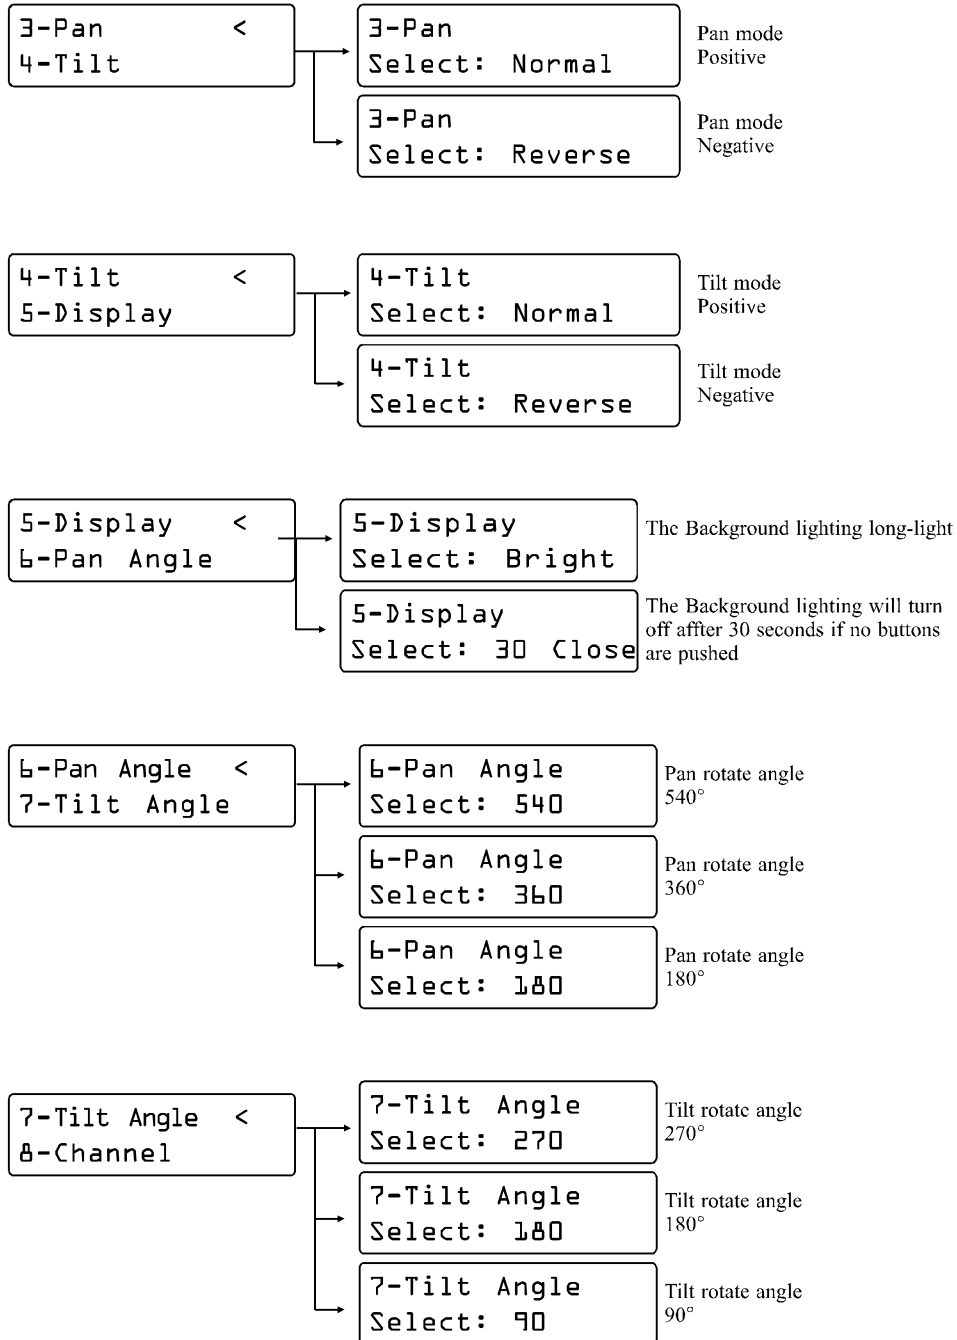 3-Pan <
4-Tilt
3-Pan
Select: Normal
Pan mode
Positive
3-Pan
Select: Reverse
Pan mode
Negative
4-Tilt <
5-Display
4-Tilt
Select: Normal
Tilt mode
Positive
4-Tilt
Select: Reverse
Tilt mode
Negative
5-Display <
6-Pan Angle
5-Display
Select: Bright
The Background lighting long-light
5-Display
Select: 30 Close
The Background lighting will turn
off affter 30 seconds if no buttons
are pushed
6-Pan Angle <
7-Tilt Angle
6-Pan Angle
Select: 540
Pan rotate angle
540°
6-Pan Angle
Select: 360
Pan rotate angle
360°
6-Pan Angle
Select: 180
Pan rotate angle
180°
7-Tilt Angle <
8-Channel
7-Tilt Angle
Select: 270
Tilt rotate angle
270°
7-Tilt Angle
Select: 180
Tilt rotate angle
180°
7-Tilt Angle
Select: 90
Tilt rotate angle
90°